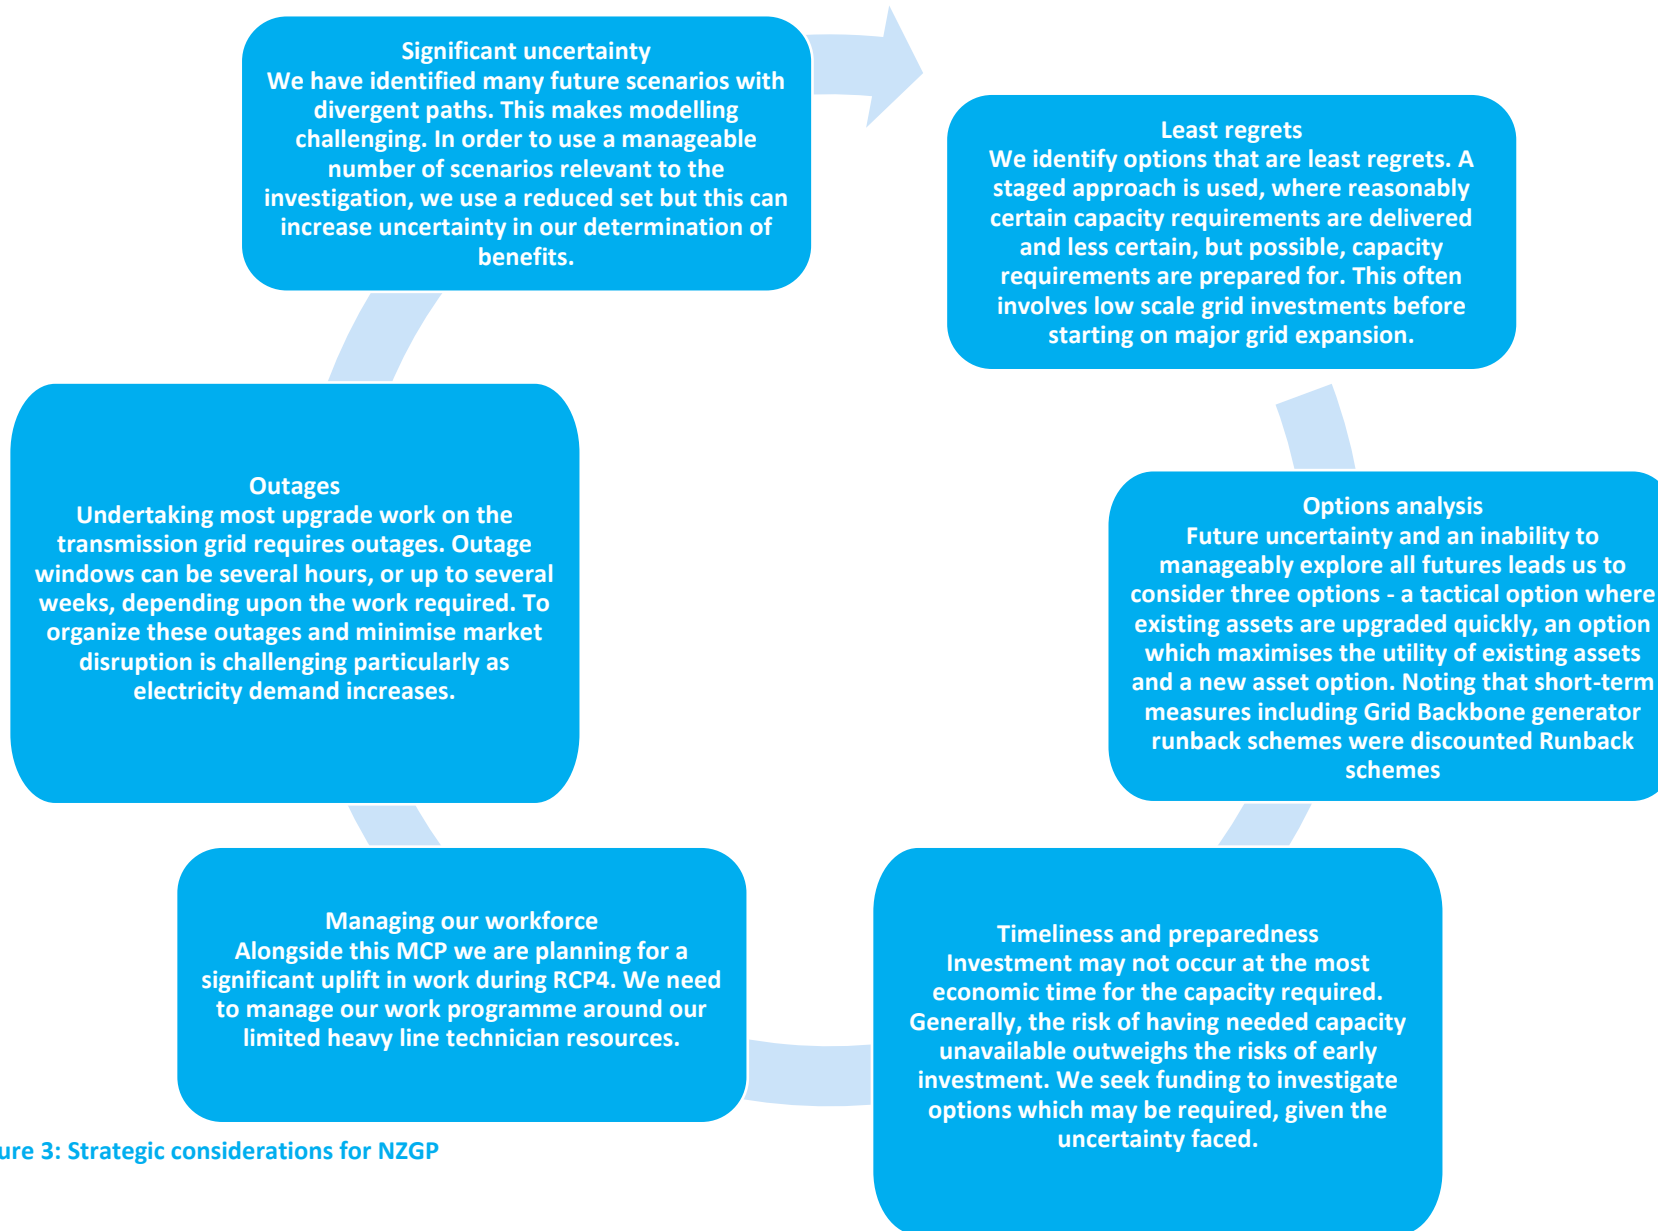 Significant uncertainty
We have identified many future scenarios with
divergent paths. This makes modelling
challenging. In order to use a manageable
number of scenarios relevant to the
investigation, we use a reduced set but this can
increase uncertainty in our determination of
benefits.
Least regrets
We identify options that are least regrets. A
staged approach is used, where reasonably
certain capacity requirements are delivered
and less certain, but possible, capacity
requirements are prepared for. This often
involves low scale grid investments before
starting on major grid expansion.
Options analysis
Future uncertainty and an inability to
manageably explore all futures leads us to
consider three options - a tactical option where
existing assets are upgraded quickly, an option
which maximises the utility of existing assets
and a new asset option. Noting that short-term
measures including Grid Backbone generator
runback schemes were discounted Runback
schemes
Timeliness and preparedness
Investment may not occur at the most
economic time for the capacity required.
Generally, the risk of having needed capacity
unavailable outweighs the risks of early
investment. We seek funding to investigate
options which may be required, given the
uncertainty faced.
Managing our workforce
Alongside this MCP we are planning for a
significant uplift in work during RCP4. We need
to manage our work programme around our
limited heavy line technician resources.
Outages
Undertaking most upgrade work on the
transmission grid requires outages. Outage
windows can be several hours, or up to several
weeks, depending upon the work required. To
organize these outages and minimise market
disruption is challenging particularly as
electricity demand increases.
ure 3: Strategic considerations for NZGP